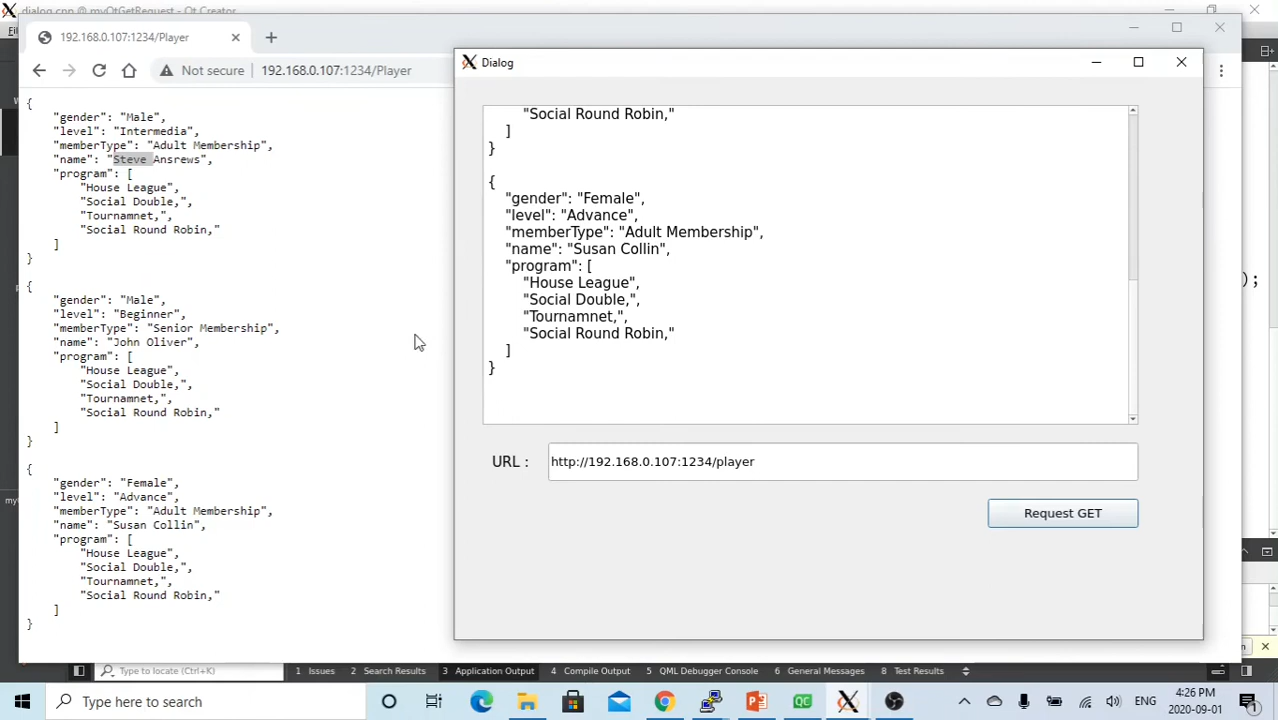 dialog.cpp @ myQtGetRequest - Qt Creator
192.168.0.107:1234/Player
Not secure
192.168.0.107:1234/Player
{
"gender": "Male",
"level": "Intermedia",
"memberType": "Adult Membership",
"name": "Steve Ansrews",
"program": [
"House League",
"Social Double,",
"Tournamnet,",
"Social Round Robin,"
]
}
{
"gender": "Male",
"level": "Beginner",
"memberType": "Senior Membership",
"name": "John Oliver",
"program": [
"House League",
"Social Double,",
"Tournamnet,",
"Social Round Robin,"
]
}
{
"gender": "Female",
"level": "Advance",
"memberType": "Adult Membership",
"name": "Susan Collin",
"program": [
"House League",
"Social Double,",
"Tournamnet,",
"Social Round Robin,"
]
}
Dialog
"Social Round Robin,"
]
}
{
"gender": "Female",
"level": "Advance",
"memberType": "Adult Membership",
"name": "Susan Collin",
"program": [
"House League",
"Social Double,",
"Tournamnet,",
"Social Round Robin,"
]
}
URL :
http://192.168.0.107:1234/player
Request GET
);
Type to locate (Ctrl+K)
1 Issues
2 Search Results
3 Application Output
4 Compile Output
5 QML Debugger Console
6 General Messages
8 Test Results
Type here to search
QC
ENG
4:26 PM
2020-09-01
1